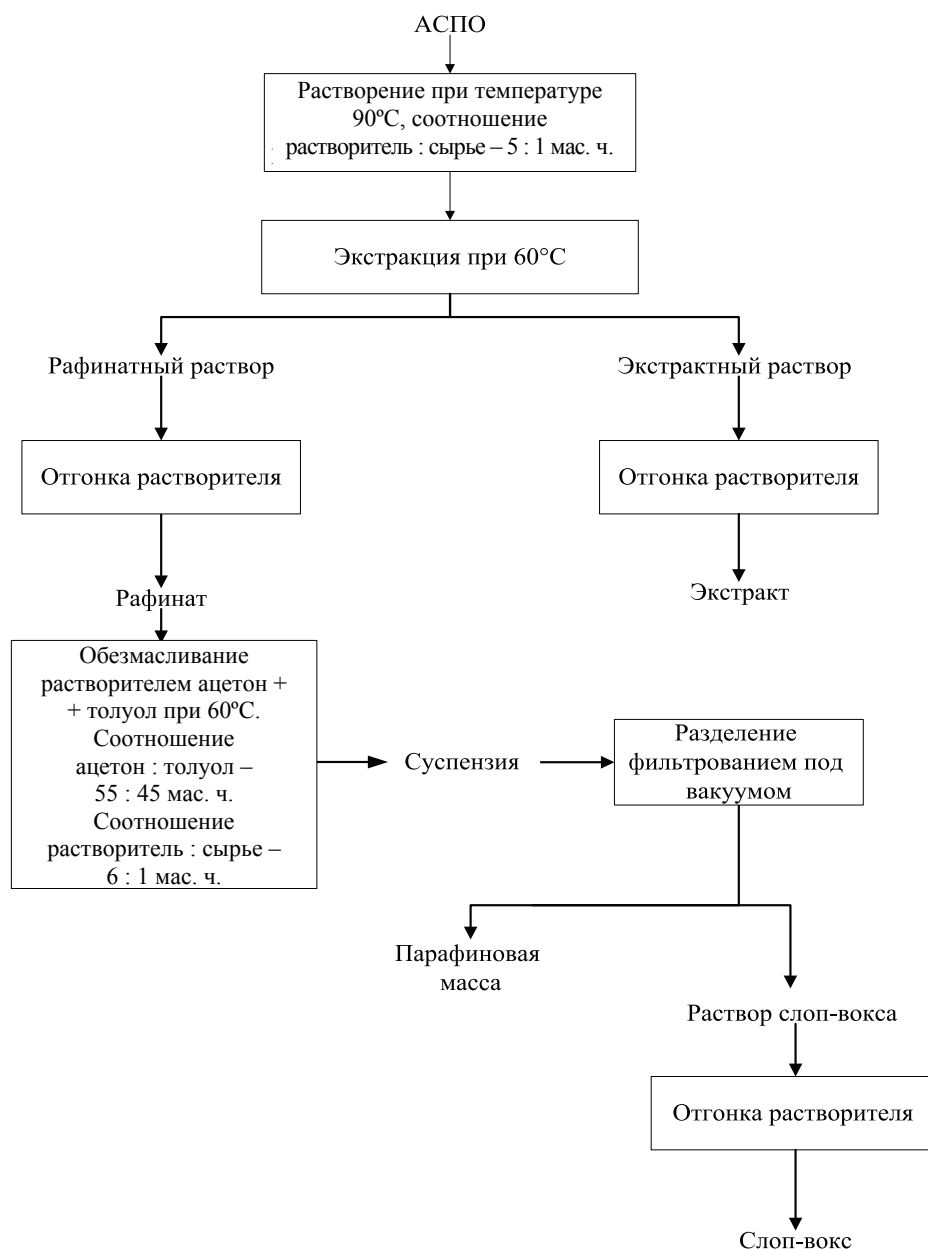 АСПО
Растворение при температуре
90ºС, соотношение
растворитель : сырье – 5 : 1 мас. ч.
Экстракция при 60°С
Рафинатный раствор
Экстрактный раствор
Отгонка растворителя
Отгонка растворителя
Рафинат
Экстракт
Обезмасливание
растворителем ацетон +
+ толуол при 60ºС.
Соотношение
ацетон : толуол –
55 : 45 мас. ч.
Соотношение
растворитель : сырье –
6 : 1 мас. ч.
Суспензия
Разделение
фильтрованием под
вакуумом
Парафиновая
масса
Раствор слоп-вокса
Отгонка растворителя
Слоп-вокс